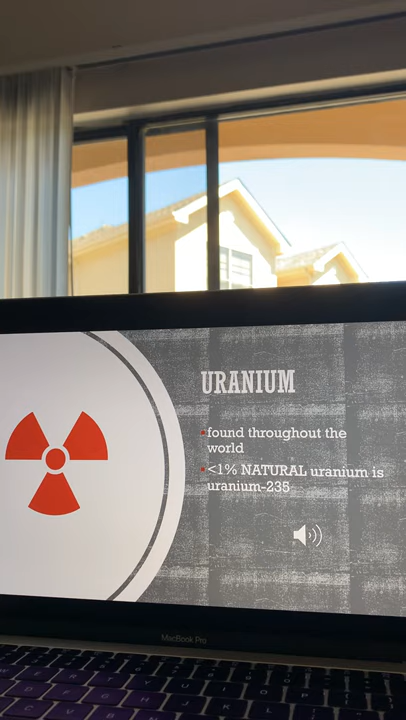 URANIUM
found throughout the
world
<1% NATURAL uranium is
uranium-235
MacBook Pro